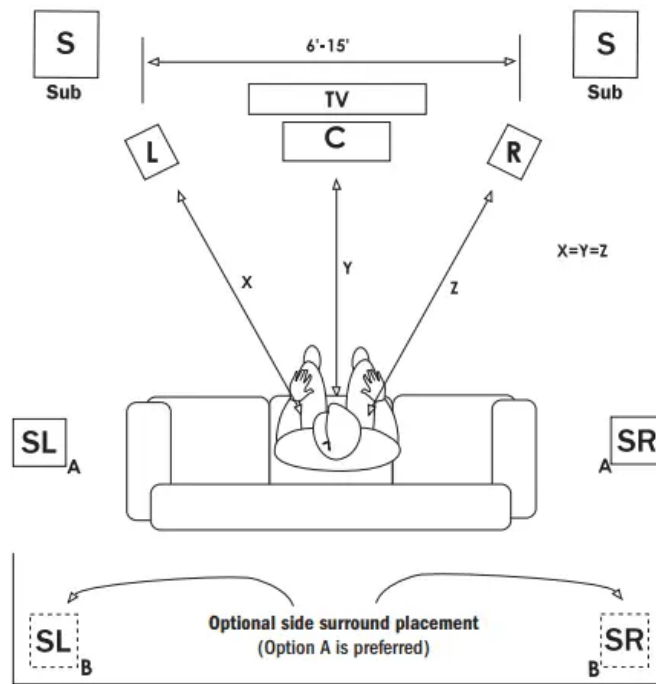 S
S
6'-15'
Sub
Sub
TV
C
L
R
X=Y=Z
X
Y
Z
SL
A
SR
A
Optional side surround placement
(Option A is preferred)
SL
B
SR
B